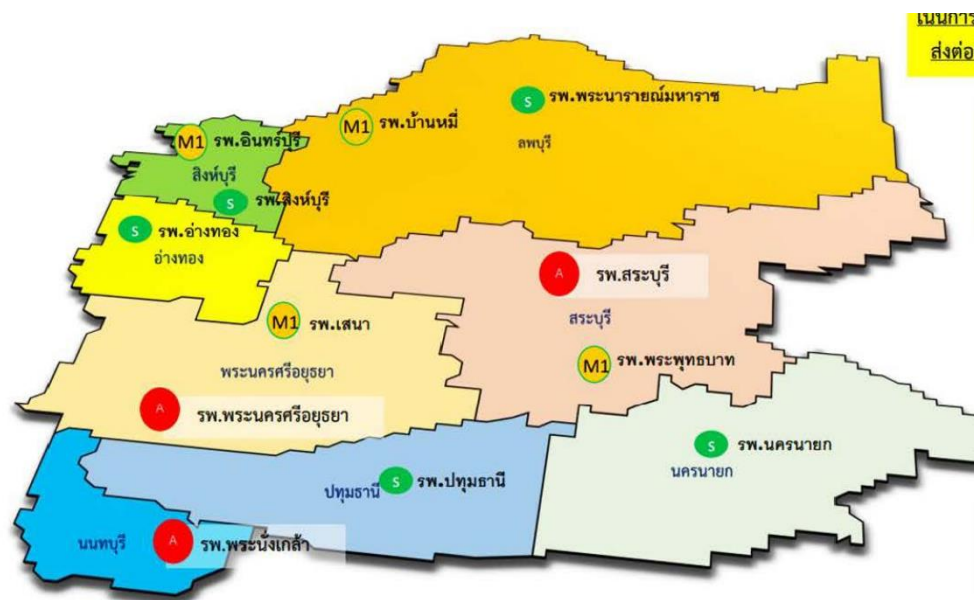 เน้นการ
ส่งต่อ
S รพ.พระนารายณ์มหาราช
M1 รพ.บ้านหมี่
ลพบุรี
M1 รพ.อินทร์บุรี
สิงห์บุรี
S รพ.สิงห์บุรี
S รพ.อ่างทอง
อ่างทอง
A รพ.สระบุรี
สระบุรี
M1 รพ.เสนา
M1 รพ.พระพุทธบาท
พระนครศรีอยุธยา
A รพ.พระนครศรีอยุธยา
S รพ.นครนายก
นครนายก
S รพ.ปทุมธานี
ปทุมธานี
นนทบุรี
A รพ.พระนั่งเกล้า